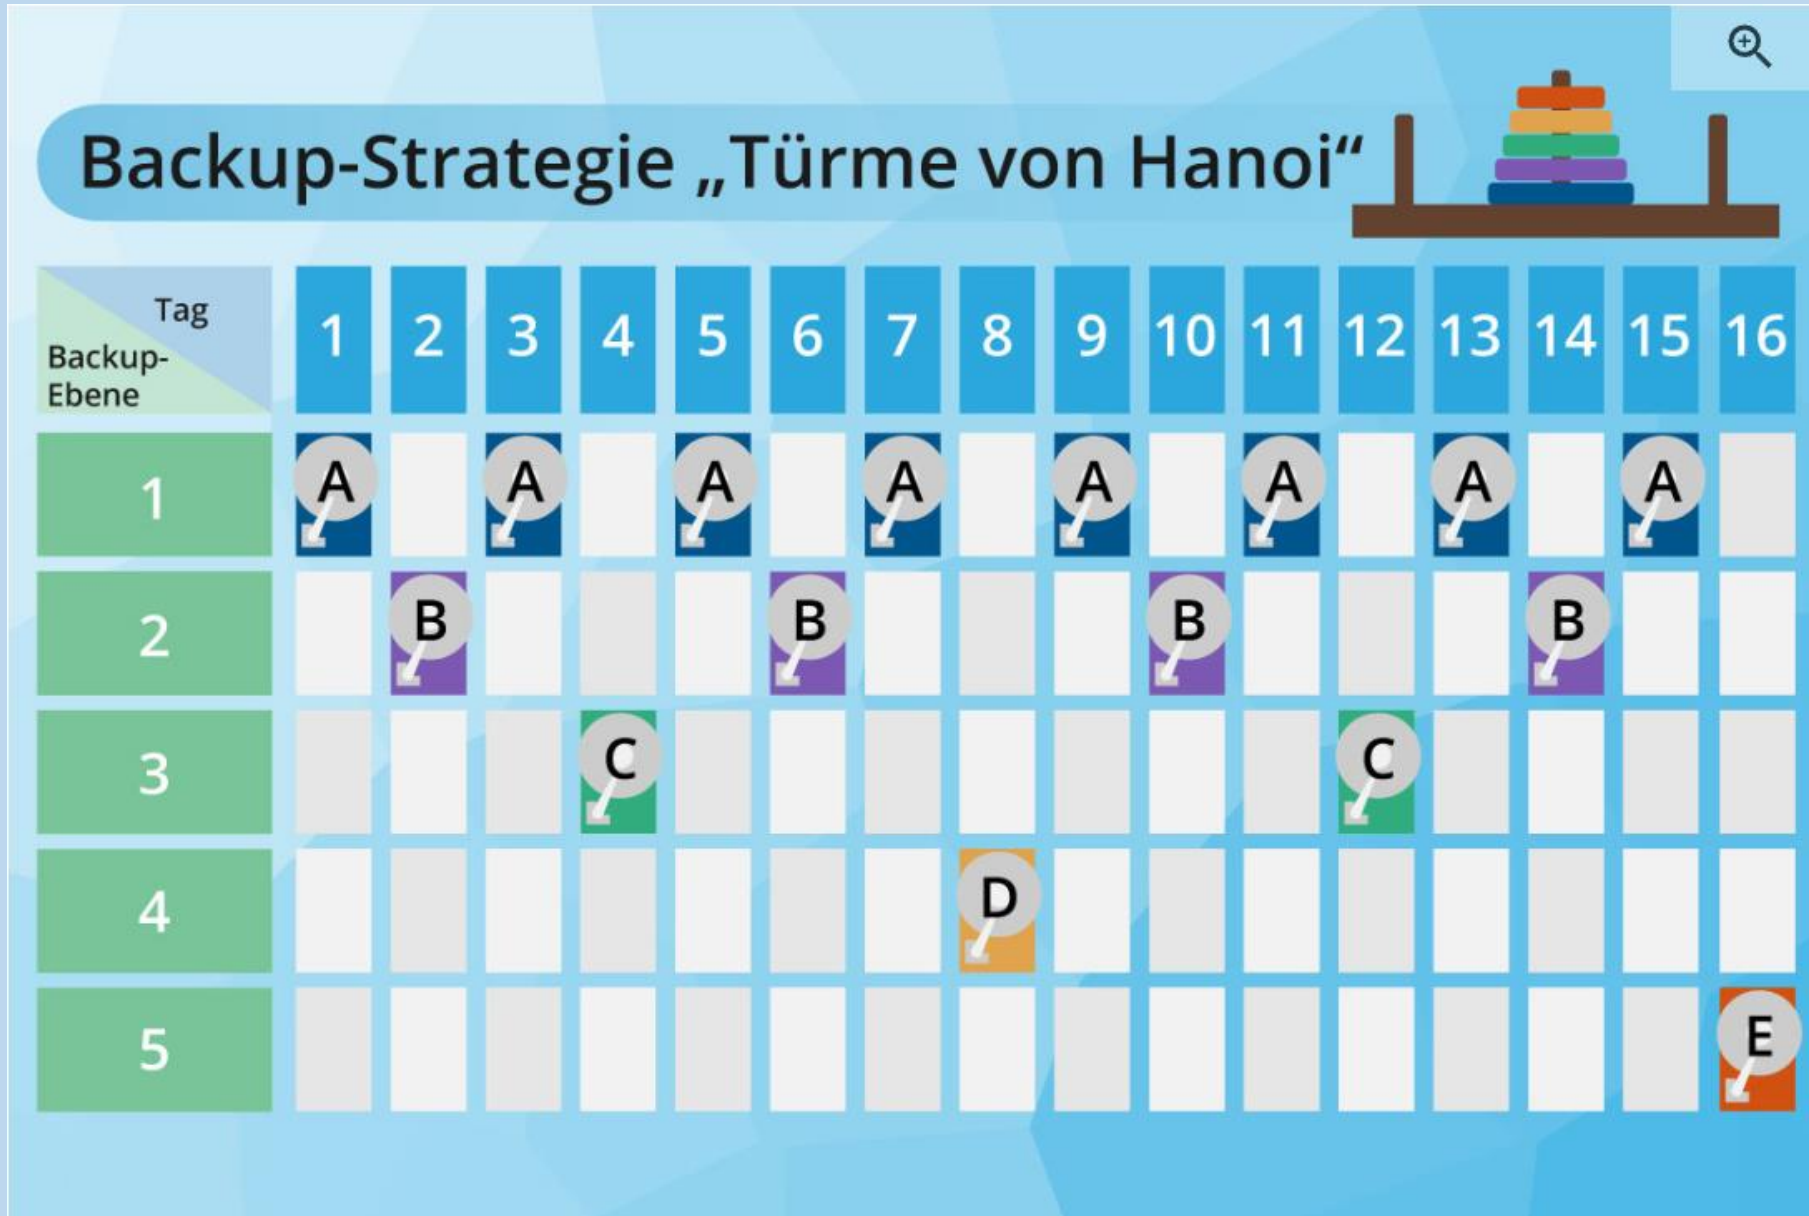 Backup-Strategie „Türme von Hanoi“
Tag
Backup-
Ebene
1 2 3 4 5 6 7 8 9 10 11 12 13 14 15 16
1 A A A A A A A A
2 B B B B
3 C C
4 D
5 E